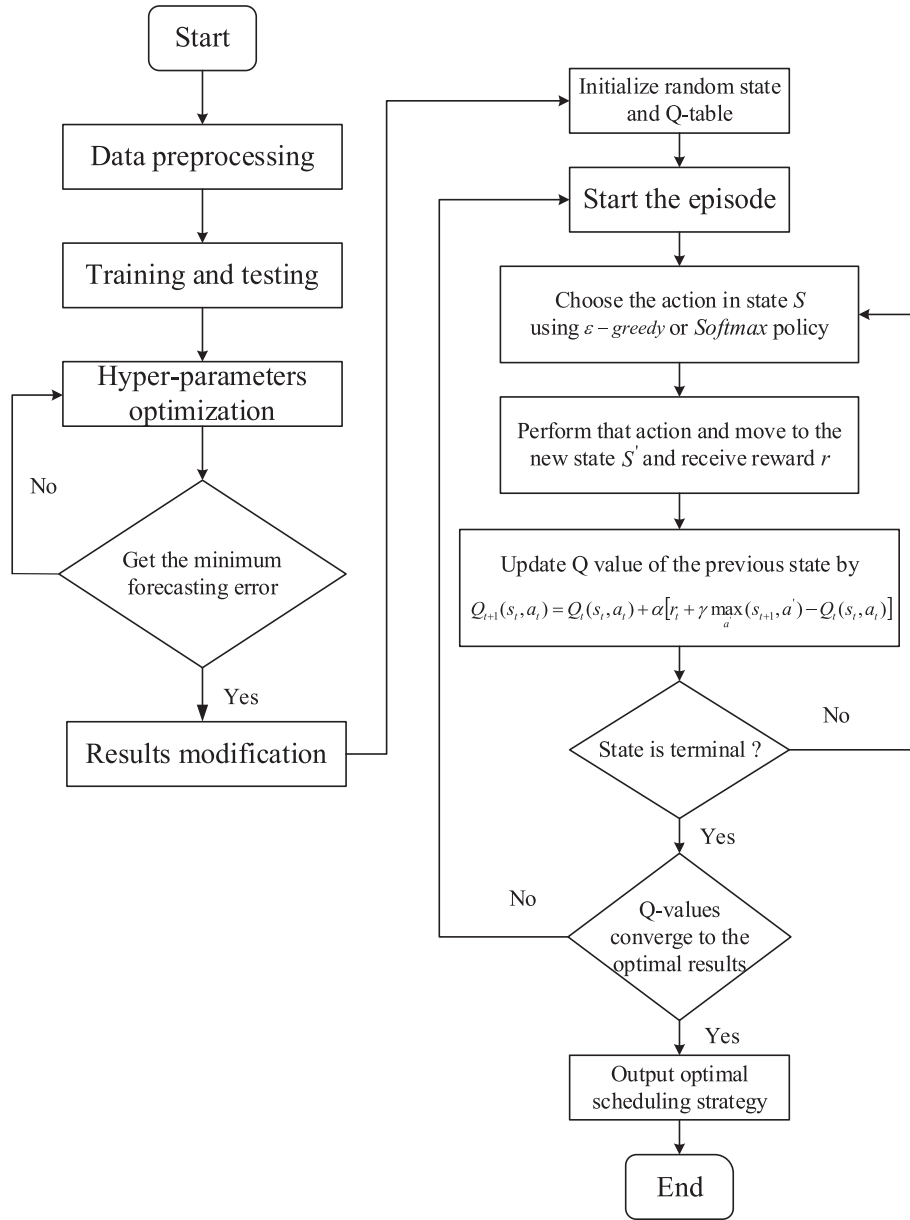 Start
Data preprocessing
Training and testing
Hyper-parameters
optimization
No
Get the minimum
forecasting error
Yes
Results modification
Initialize random state
and Q-table
Start the episode
Choose the action in state S
using ε − greedy or Softmax policy
Perform that action and move to the
new state S' and receive reward r
Update Q value of the previous state by
Q_{t+1}(s_t, a_t) = Q_t(s_t, a_t) + α[r_t + γ max_{a'}(s_{t+1}, a') − Q_t(s_t, a_t)]
State is terminal ?
No
Yes
Q-values
converge to the
optimal results
No
Yes
Output optimal
scheduling strategy
End